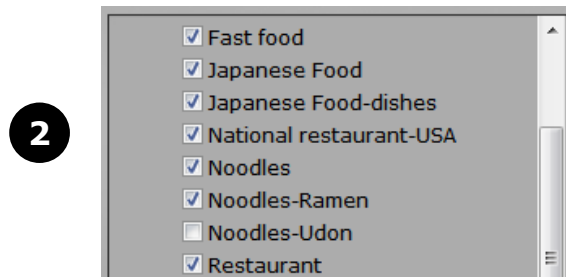 Fast food
Japanese Food
Japanese Food-dishes
2
National restaurant-USA
Noodles
Noodles-Ramen
Noodles-Udon
Restaurant